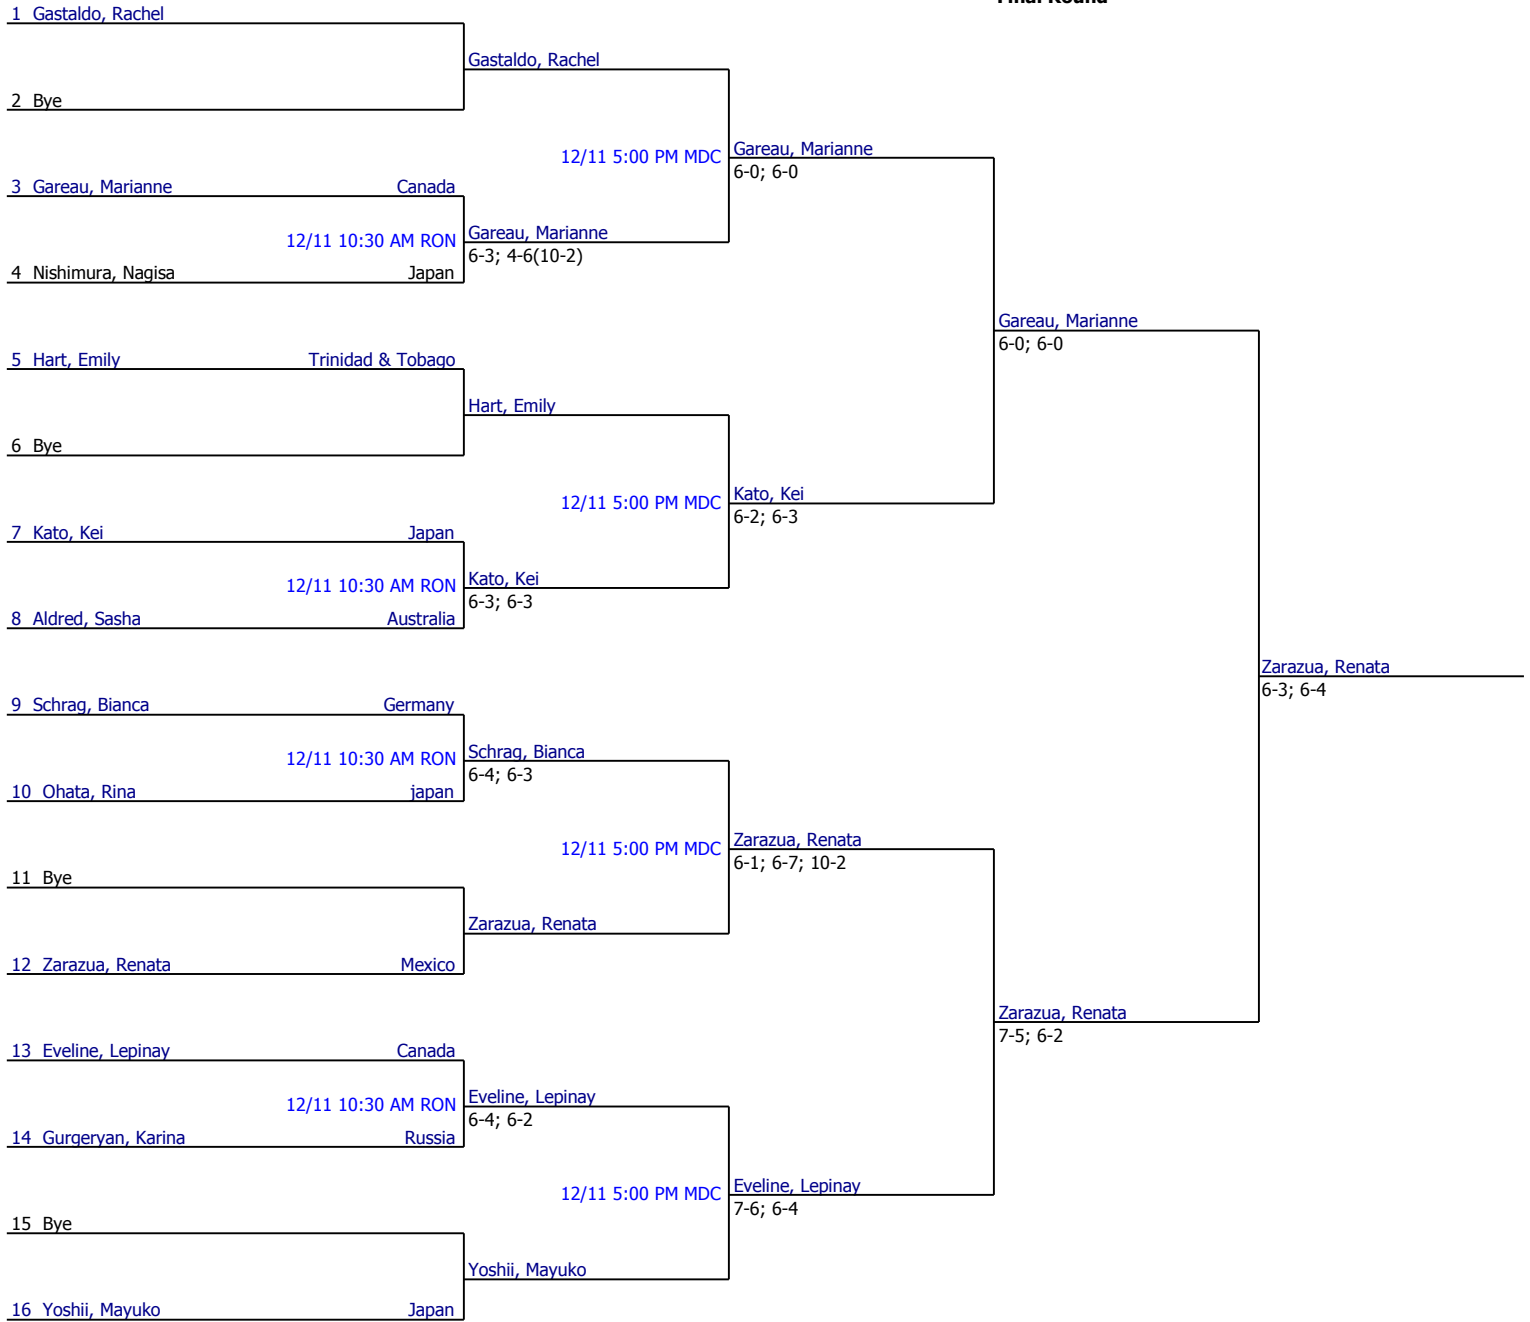 Final Round
1 Gastaldo, Rachel
Gastaldo, Rachel
2 Bye
12/11 5:00 PM MDC
Gareau, Marianne
6-0; 6-0
3 Gareau, Marianne Canada
12/11 10:30 AM RON
Gareau, Marianne
6-3; 4-6(10-2)
4 Nishimura, Nagisa Japan
Gareau, Marianne
6-0; 6-0
5 Hart, Emily Trinidad & Tobago
Hart, Emily
6 Bye
12/11 5:00 PM MDC
Kato, Kei
6-2; 6-3
7 Kato, Kei Japan
12/11 10:30 AM RON
Kato, Kei
6-3; 6-3
8 Aldred, Sasha Australia
Zarazua, Renata
6-3; 6-4
9 Schrag, Bianca Germany
12/11 10:30 AM RON
Schrag, Bianca
6-4; 6-3
10 Ohata, Rina japan
12/11 5:00 PM MDC
Zarazua, Renata
6-1; 6-7; 10-2
11 Bye
Zarazua, Renata
12 Zarazua, Renata Mexico
Zarazua, Renata
7-5; 6-2
13 Eveline, Lepinay Canada
12/11 10:30 AM RON
Eveline, Lepinay
6-4; 6-2
14 Gurgeryan, Karina Russia
12/11 5:00 PM MDC
Eveline, Lepinay
7-6; 6-4
15 Bye
Yoshii, Mayuko
16 Yoshii, Mayuko Japan